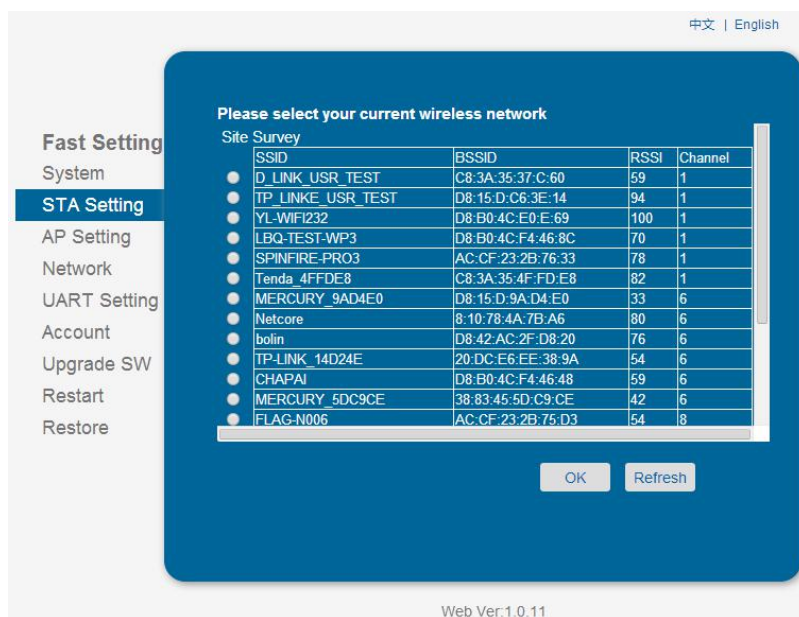 中文 | English
Fast Setting
System
STA Setting
AP Setting
Network
UART Setting
Account
Upgrade SW
Restart
Restore
Please select your current wireless network
Site Survey
SSID BSSID RSSI Channel
D_LINK_USR_TEST C8:3A:35:37:C:60 59 1
TP_LINKE_USR_TEST D8:15:D:C6:3E:14 94 1
YL-WIFI232 D8:B0:4C:E0:E:69 100 1
LBQ-TEST-WP3 D8:B0:4C:F4:46:8C 70 1
SPINFIRE-PRO3 AC:CF:23:2B:76:33 78 1
Tenda_4FFDE8 C8:3A:35:4F:FD:E8 82 1
MERCURY_9AD4E0 D8:15:D:9A:D4:E0 33 6
Netcore 8:10:78:4A:7B:A6 80 6
bolin D8:42:AC:2F:D8:20 76 6
TP-LINK_14D24E 20:DC:E6:EE:38:9A 54 6
CHAPAI D8:B0:4C:F4:46:48 59 6
MERCURY_5DC9CE 38:83:45:5D:C9:CE 42 6
FLAG-N006 AC:CF:23:2B:75:D3 54 8
OK Refresh
Web Ver:1.0.11